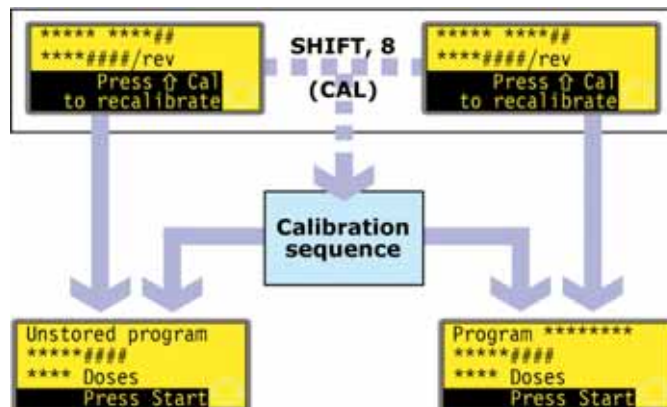 ***** ****##
****####/rev
Press ⇧ Cal
to recalibrate
SHIFT, 8
(CAL)
***** ****##
****####/rev
Press ⇧ Cal
to recalibrate
Calibration
sequence
Unstored program
*****####
**** Doses
Press Start
Program ********
*****####
**** Doses
Press Start